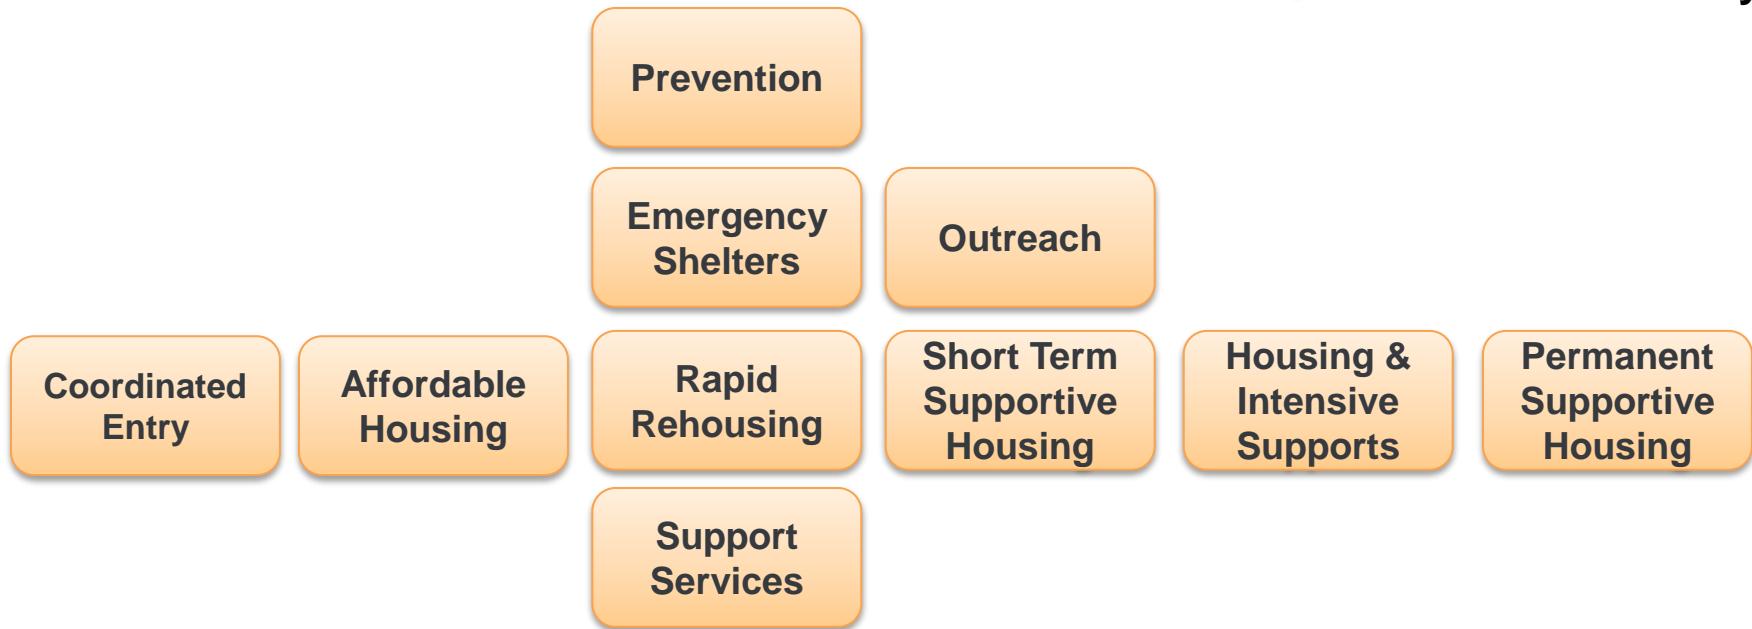 Prevention
Emergency
Shelters
Outreach
Coordinated
Entry
Affordable
Housing
Rapid
Rehousing
Short Term
Supportive
Housing
Housing &
Intensive
Supports
Permanent
Supportive
Housing
Support
Services